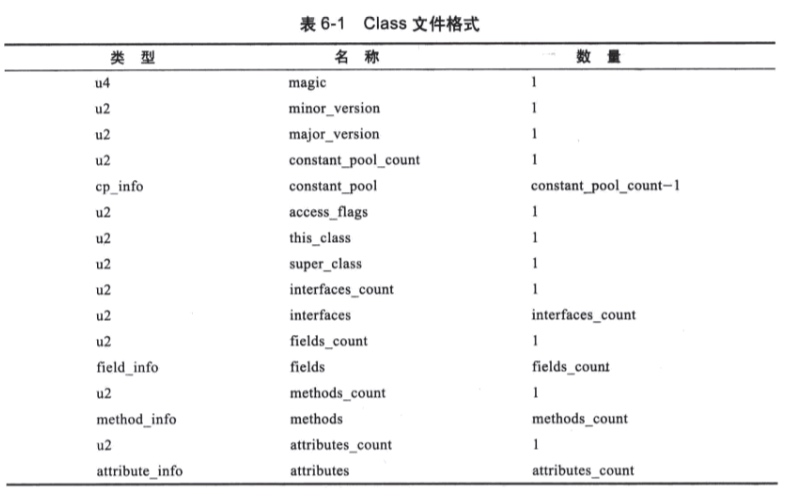 表 6-1 Class 文件格式
类 型 名 称 数 量
u4 magic 1
u2 minor_version 1
u2 major_version 1
u2 constant_pool_count 1
cp_info constant_pool constant_pool_count−1
u2 access_flags 1
u2 this_class 1
u2 super_class 1
u2 interfaces_count 1
u2 interfaces interfaces_count
u2 fields_count 1
field_info fields fields_count
u2 methods_count 1
method_info methods methods_count
u2 attributes_count 1
attribute_info attributes attributes_count